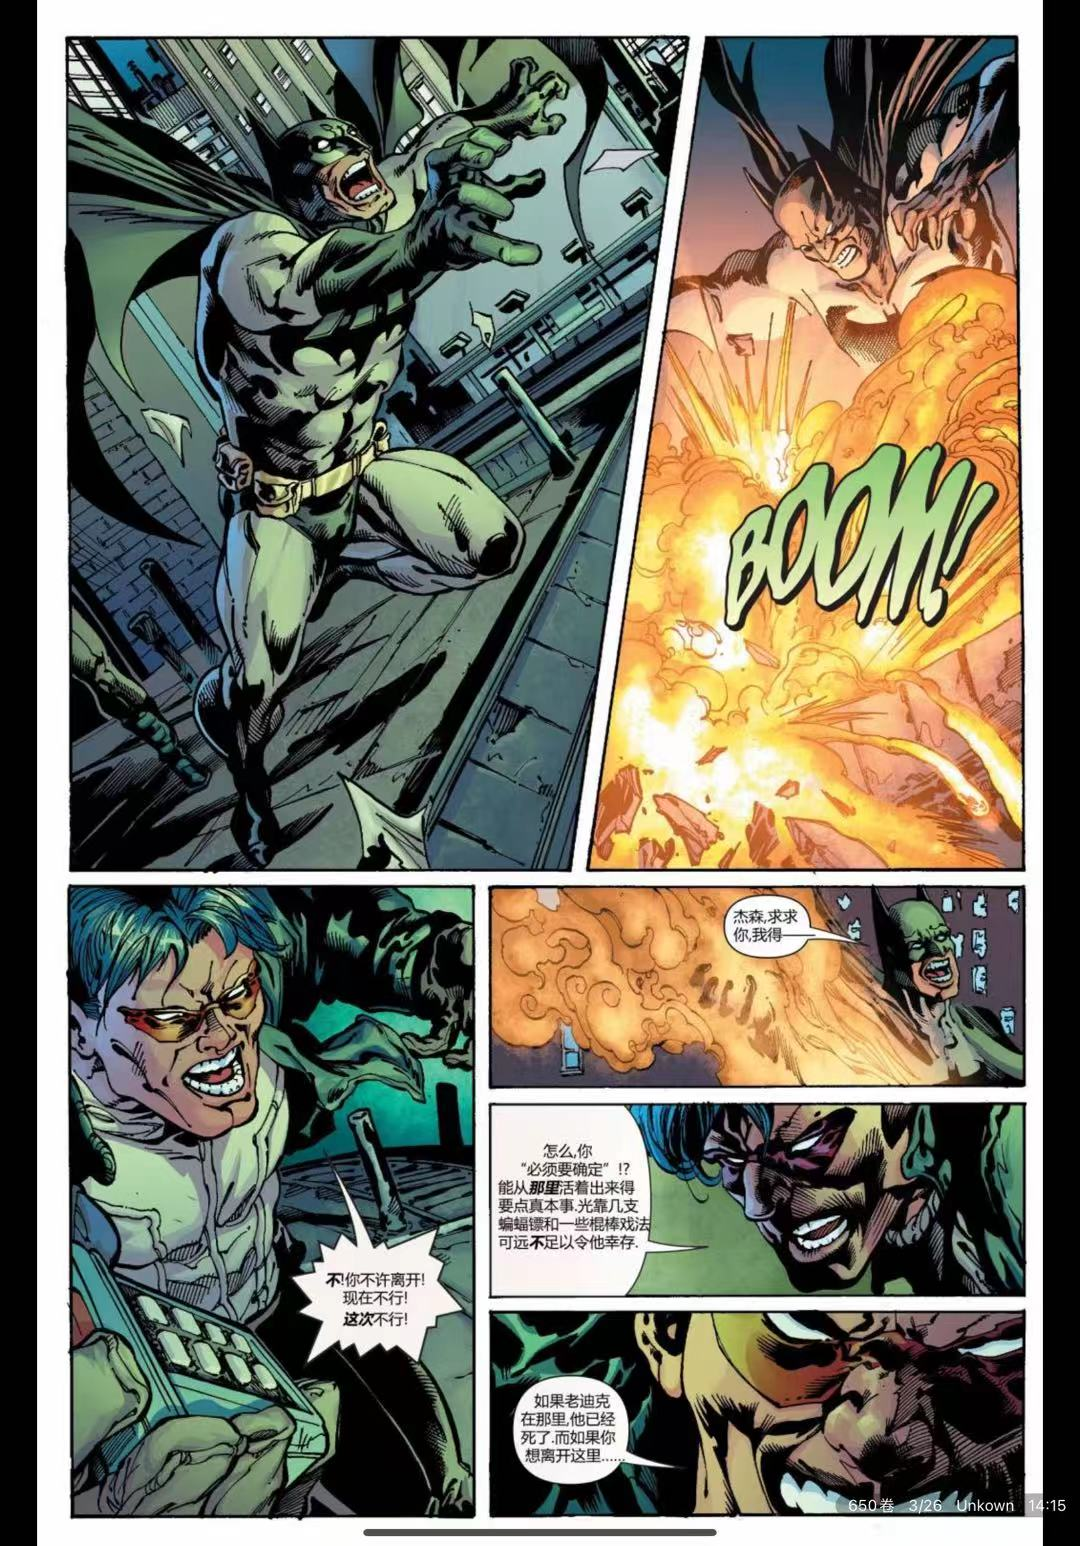 BOOM!
不!你不许离开!
现在不行!
这次不行!
杰森,求求
你,我得——
怎么,你
“必须要确定”!?
能从那里活着出来得
要点真本事.光靠几支
蝙蝠镖和一些棍棒戏法
可远不足以令他幸存.
如果老迪克
在那里,他已经
死了.而如果你
想离开这里……
650卷 3/26 Unkown 14:15